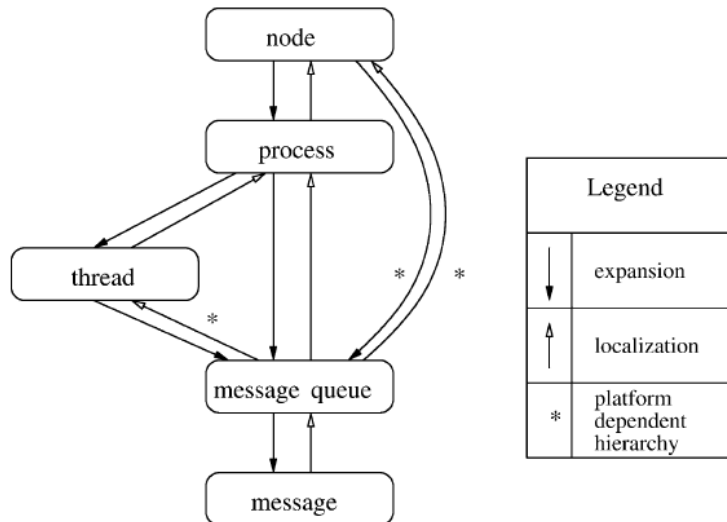 node
process
thread
*
*
*
message queue
message
Legend
expansion
localization
*
platform
dependent
hierarchy